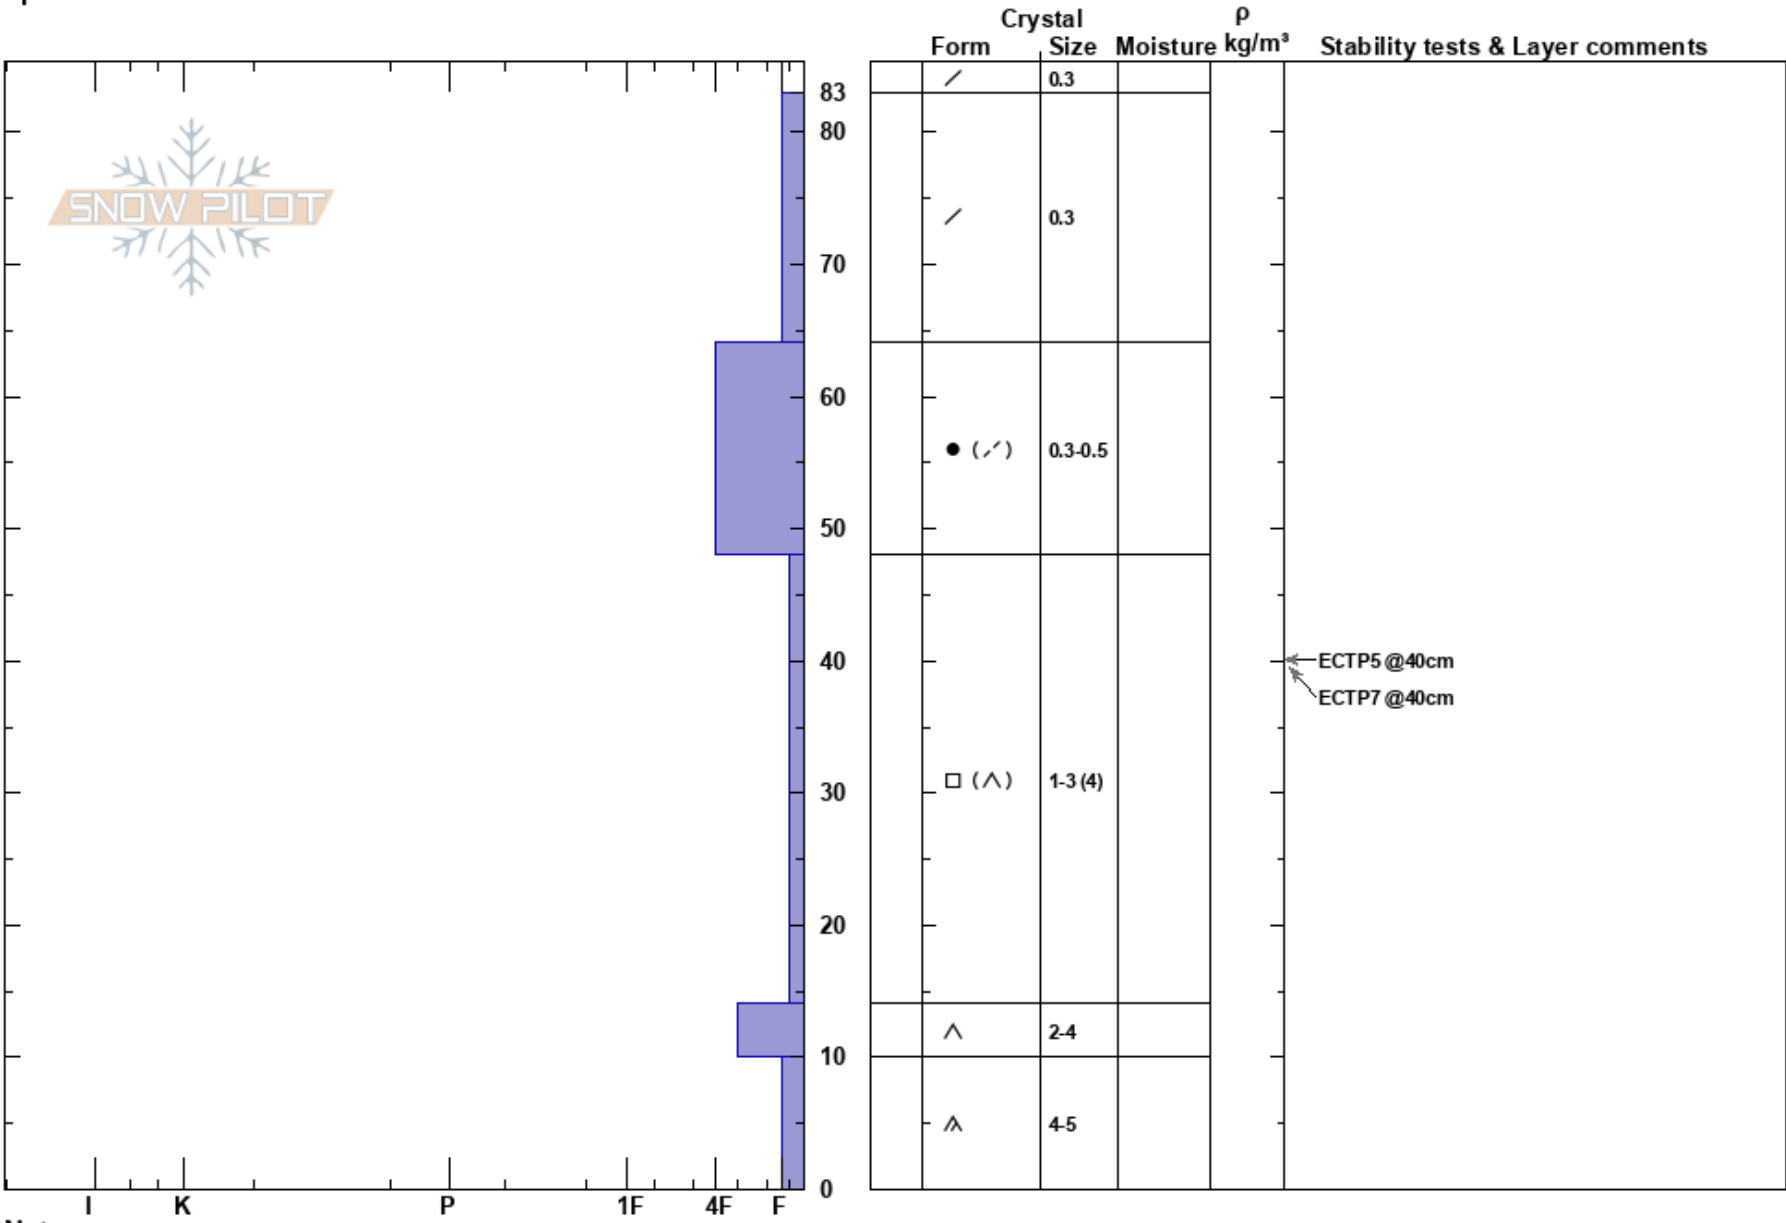 Crystal ρ
Form Size Moisture kg/m³ Stability tests & Layer comments
0.3
83
80
SNOW PILOT
0.3
70
60
0.3-0.5
50
40
ECTP5 @40cm
ECTP7 @40cm
1-3 (4)
30
20
2-4
10
4-5
0
I K P 1F 4F F